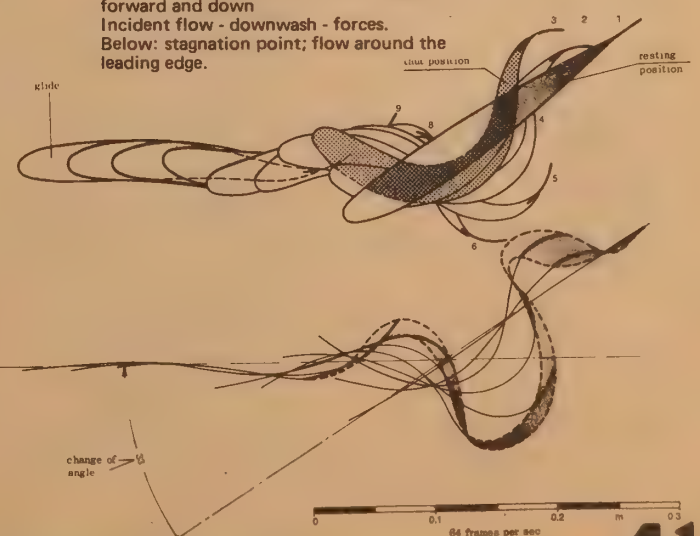 forward and down
Incident flow - downwash - forces.
Below: stagnation point; flow around the
leading edge.
3 2 1
position
resting
position
glide
9
8
4
5
6
change of
angle
0 0.1 0.2 m 0.3
64 frames per sec